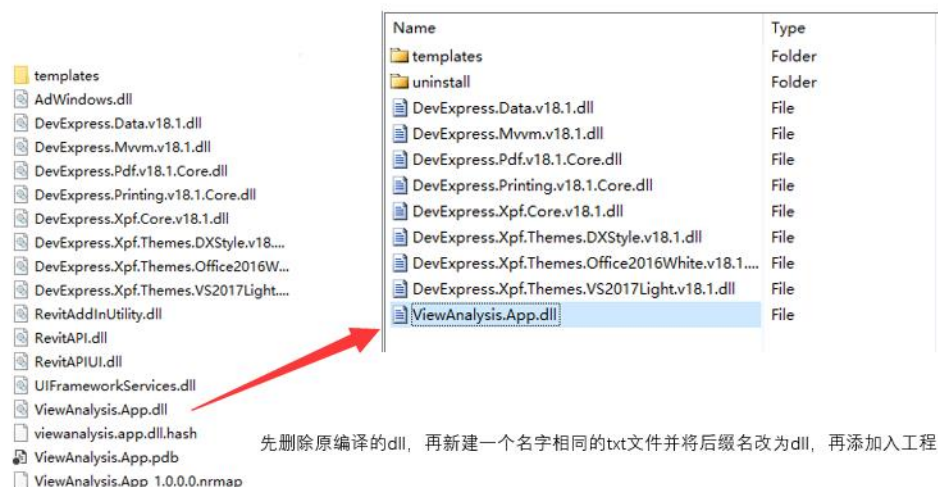 templates
AdWindows.dll
DevExpress.Data.v18.1.dll
DevExpress.Mvvm.v18.1.dll
DevExpress.Pdf.v18.1.Core.dll
DevExpress.Printing.v18.1.Core.dll
DevExpress.Xpf.Core.v18.1.dll
DevExpress.Xpf.Themes.DXStyle.v18....
DevExpress.Xpf.Themes.Office2016W...
DevExpress.Xpf.Themes.VS2017Light....
RevitAddInUtility.dll
RevitAPI.dll
RevitAPIUI.dll
UIFrameworkServices.dll
ViewAnalysis.App.dll
viewanalysis.app.dll.hash
ViewAnalysis.App.pdb
ViewAnalysis.App_1.0.0.0.nrmap
Name Type
templates Folder
uninstall Folder
DevExpress.Data.v18.1.dll File
DevExpress.Mvvm.v18.1.dll File
DevExpress.Pdf.v18.1.Core.dll File
DevExpress.Printing.v18.1.Core.dll File
DevExpress.Xpf.Core.v18.1.dll File
DevExpress.Xpf.Themes.DXStyle.v18.1.dll File
DevExpress.Xpf.Themes.Office2016White.v18.1.... File
DevExpress.Xpf.Themes.VS2017Light.v18.1.dll File
ViewAnalysis.App.dll File
先删除原编译的dll，再新建一个名字相同的txt文件并将后缀名改为dll，再添加入工程